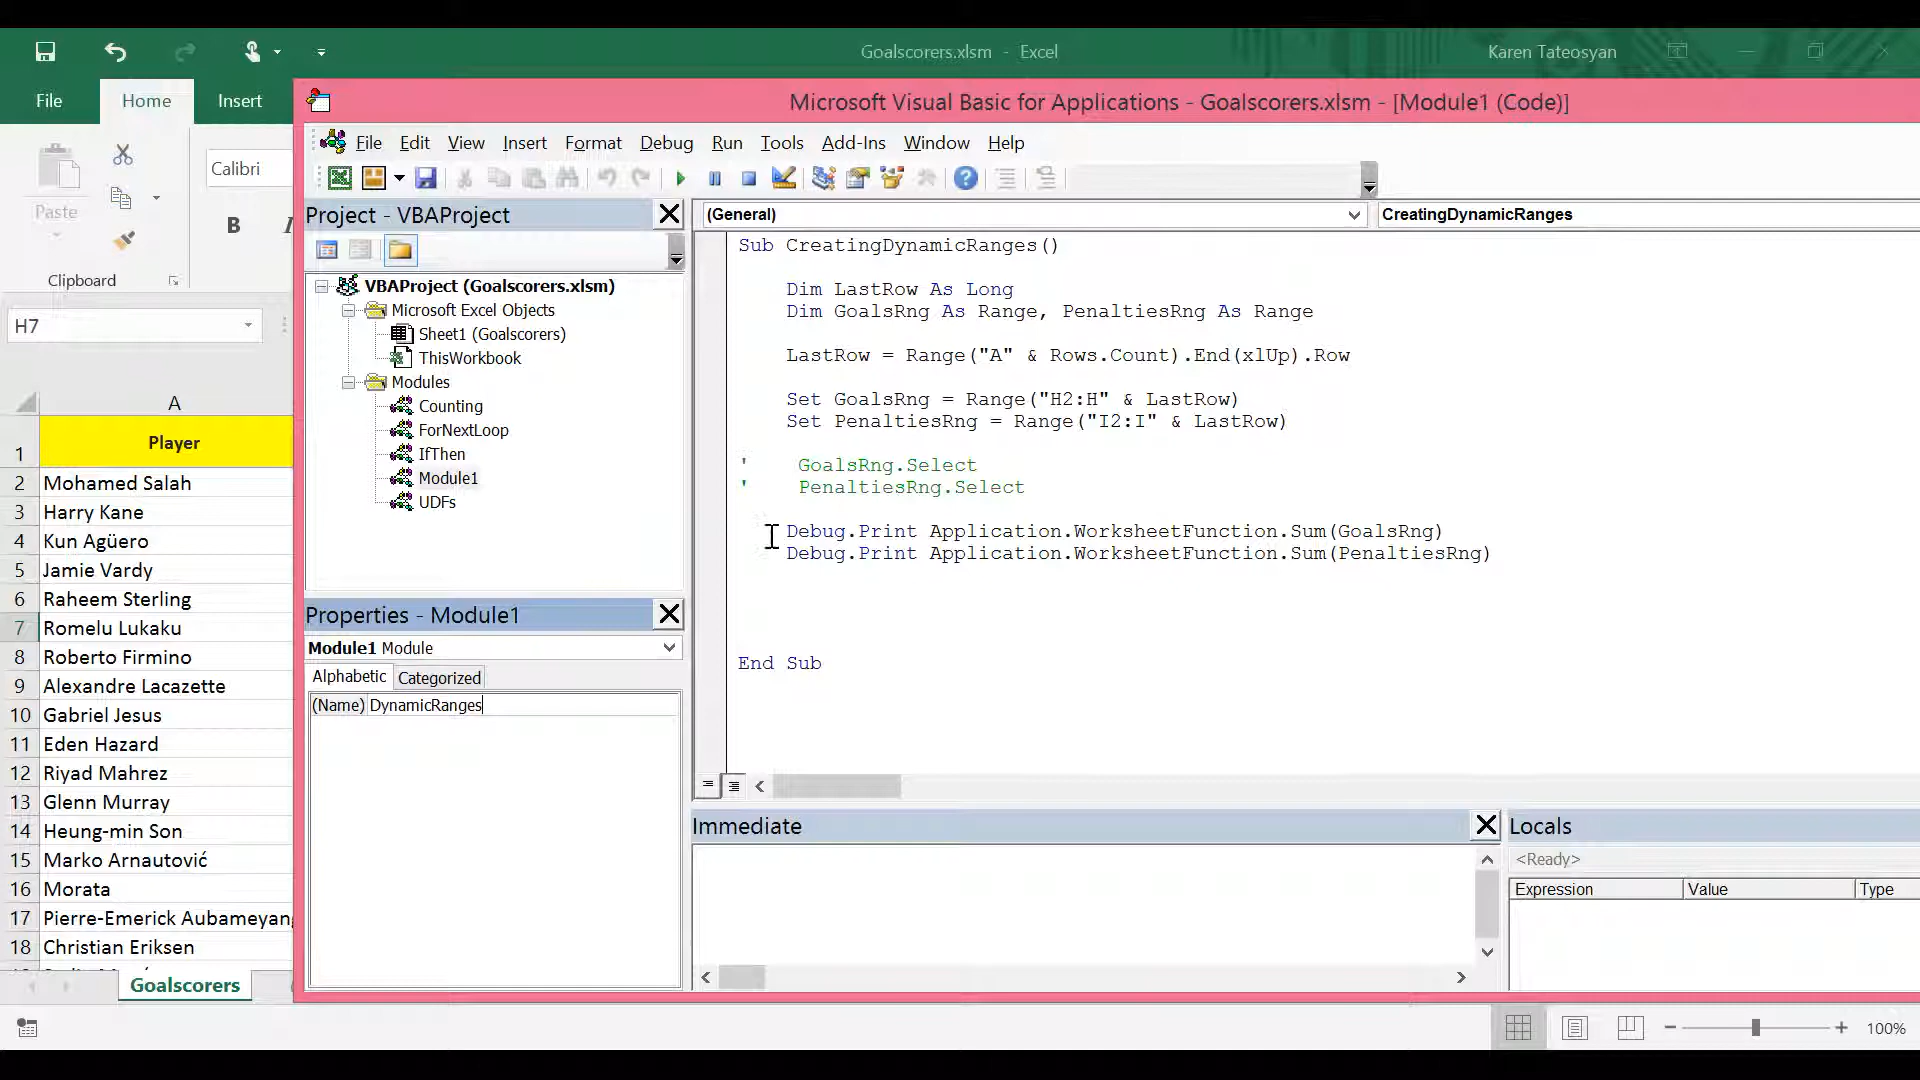 Goalscorers.xlsm - Excel
Karen Tateosyan
File
Home
Insert
Calibri
Paste
B
I
Clipboard
H7
Microsoft Visual Basic for Applications - Goalscorers.xlsm - [Module1 (Code)]
File Edit View Insert Format Debug Run Tools Add-Ins Window Help
Project - VBAProject
VBAProject (Goalscorers.xlsm)
Microsoft Excel Objects
Sheet1 (Goalscorers)
ThisWorkbook
Modules
Counting
ForNextLoop
IfThen
Module1
UDFs
Properties - Module1
Module1 Module
Alphabetic Categorized
(Name) DynamicRanges
(General)
CreatingDynamicRanges
Sub CreatingDynamicRanges()
Dim LastRow As Long
Dim GoalsRng As Range, PenaltiesRng As Range
LastRow = Range("A" & Rows.Count).End(xlUp).Row
Set GoalsRng = Range("H2:H" & LastRow)
Set PenaltiesRng = Range("I2:I" & LastRow)
' GoalsRng.Select
' PenaltiesRng.Select
Debug.Print Application.WorksheetFunction.Sum(GoalsRng)
Debug.Print Application.WorksheetFunction.Sum(PenaltiesRng)
End Sub
Immediate
Locals
<Ready>
Expression Value Type
A
1 Player
2 Mohamed Salah
3 Harry Kane
4 Kun Agüero
5 Jamie Vardy
6 Raheem Sterling
7 Romelu Lukaku
8 Roberto Firmino
9 Alexandre Lacazette
10 Gabriel Jesus
11 Eden Hazard
12 Riyad Mahrez
13 Glenn Murray
14 Heung-min Son
15 Marko Arnautović
16 Morata
17 Pierre-Emerick Aubameyang
18 Christian Eriksen
Goalscorers
100%